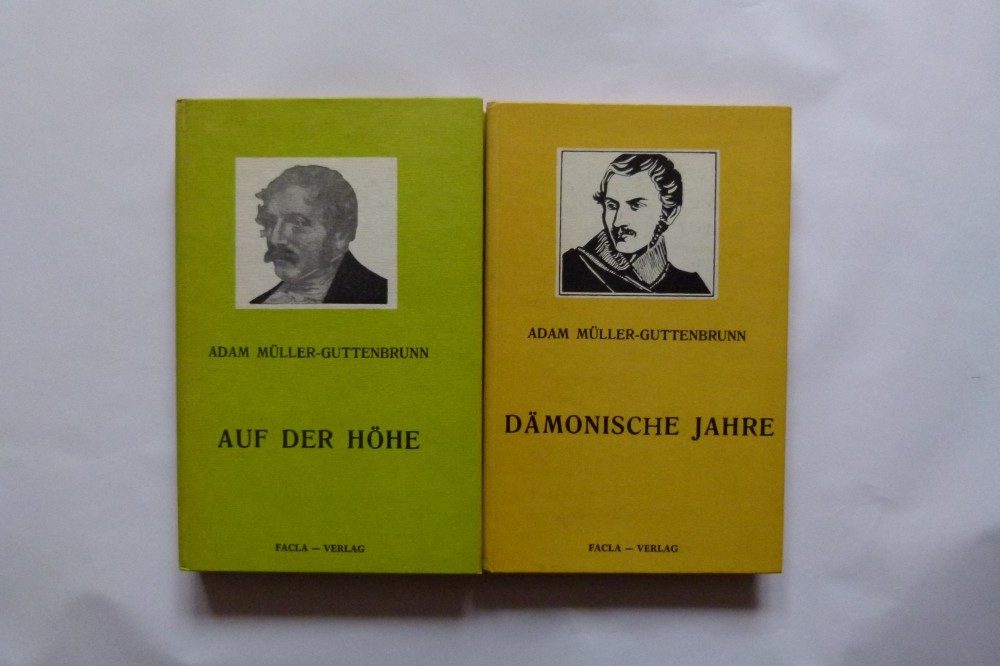 ADAM MÜLLER-GUTTENBRUNN
AUF DER HÖHE
FACLA — VERLAG
ADAM MÜLLER-GUTTENBRUNN
DÄMONISCHE JAHRE
FACLA — VERLAG